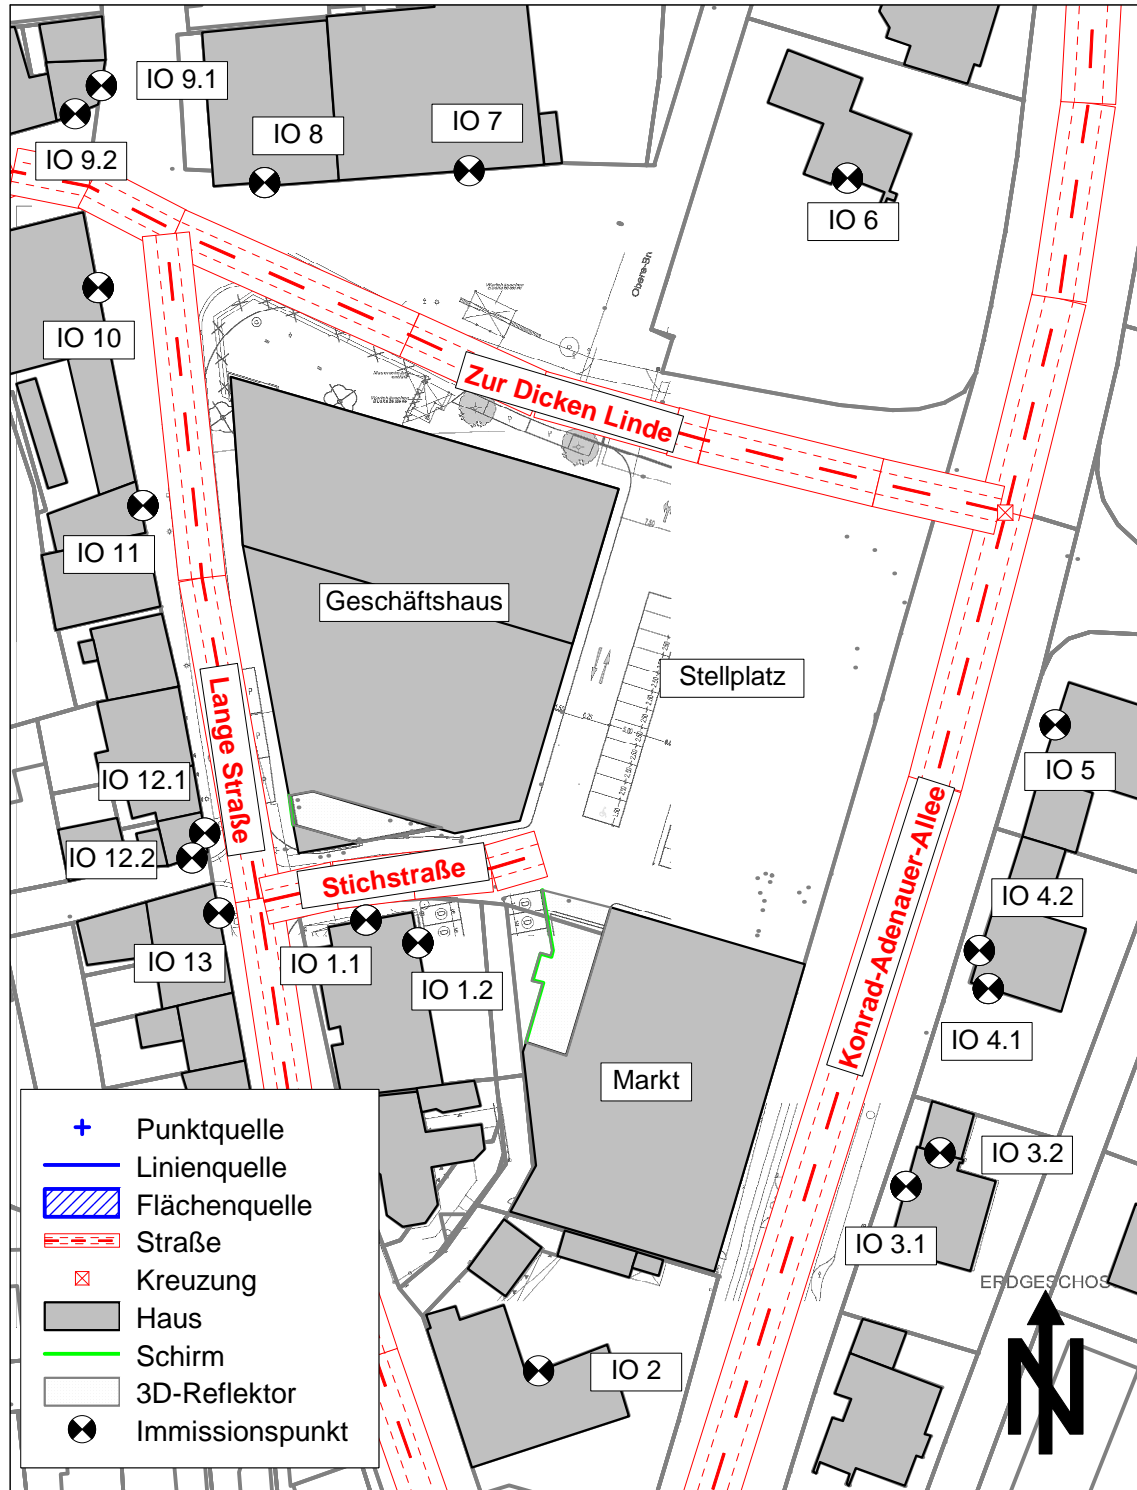 IO 9.1
IO 8
IO 7
IO 9.2
IO 6
IO 10
Zur Dicken Linde
IO 11
Geschäftshaus
Stellplatz
Lange Straße
IO 12.1
IO 5
IO 12.2
Stichstraße
Konrad-Adenauer-Allee
IO 4.2
IO 13
IO 1.1
IO 1.2
IO 4.1
Markt
IO 3.2
IO 3.1
ERDGESCHOS
IO 2
N
Punktquelle
Linienquelle
Flächenquelle
Straße
Kreuzung
Haus
Schirm
3D-Reflektor
Immissionspunkt